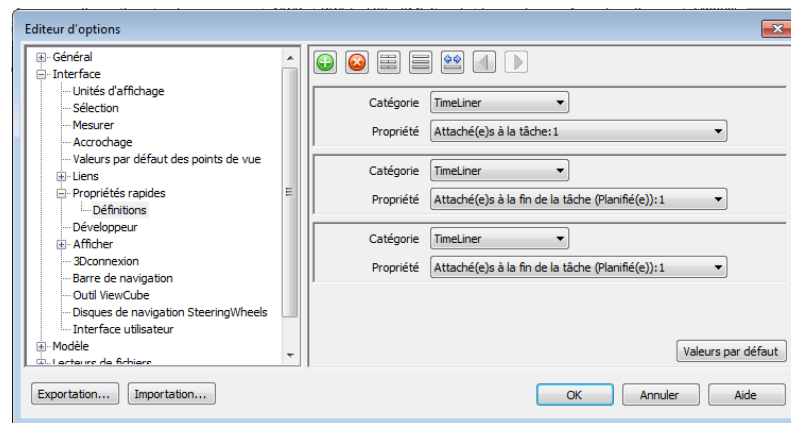 Editeur d'options
Général
Interface
Unités d'affichage
Sélection
Mesurer
Accrochage
Valeurs par défaut des points de vue
Liens
Propriétés rapides
Définitions
Développeur
Afficher
3Dconnexion
Barre de navigation
Outil ViewCube
Disques de navigation SteeringWheels
Interface utilisateur
Modèle
Lecteurs de fichiers
Catégorie TimeLiner
Propriété Attaché(e)s à la tâche:1
Catégorie TimeLiner
Propriété Attaché(e)s à la fin de la tâche (Planifié(e)):1
Catégorie TimeLiner
Propriété Attaché(e)s à la fin de la tâche (Planifié(e)):1
Valeurs par défaut
Exportation... Importation... OK Annuler Aide